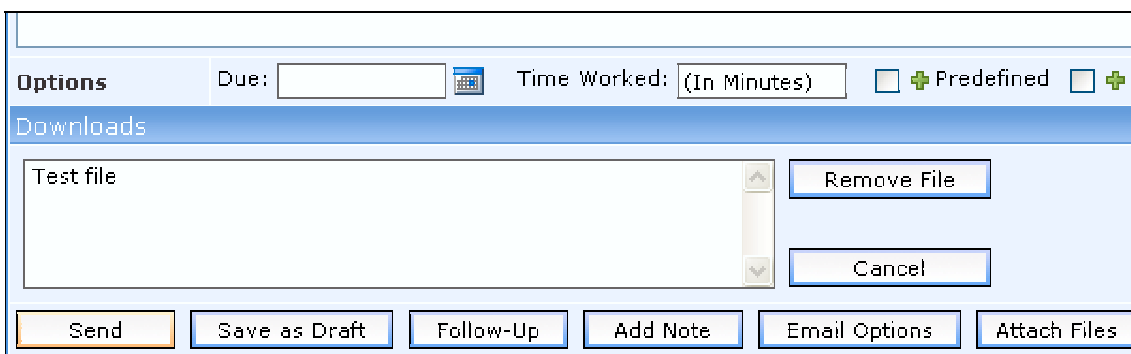 Options Due: Time Worked: (In Minutes) Predefined
Downloads
Test file
Remove File
Cancel
Send Save as Draft Follow-Up Add Note Email Options Attach Files